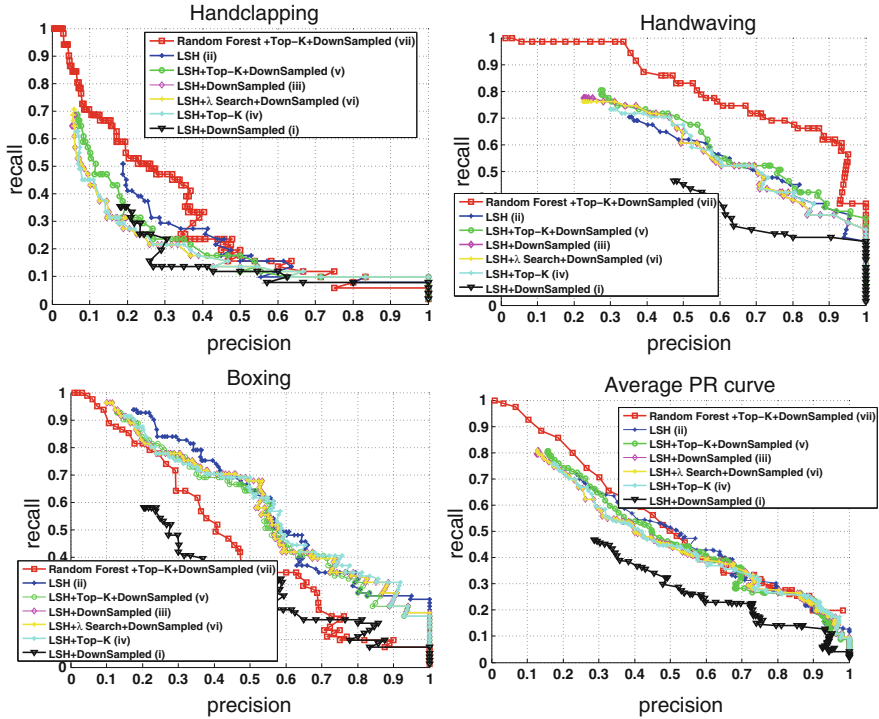 Handclapping
1
0.9
0.8
0.7
0.6
0.5
0.4
0.3
0.2
0.1
0
recall
0 0.1 0.2 0.3 0.4 0.5 0.6 0.7 0.8 0.9 1
precision
Random Forest +Top-K+DownSampled (vii)
LSH (ii)
LSH+Top-K+DownSampled (v)
LSH+DownSampled (iii)
LSH+λ Search+DownSampled (vi)
LSH+Top-K (iv)
LSH+DownSampled (i)
Handwaving
1
0.9
0.8
0.7
0.6
0.5
0
recall
0 0.1 0.2 0.3 0.4 0.5 0.6 0.7 0.8 0.9 1
precision
Random Forest +Top-K+DownSampled (vii)
LSH (ii)
LSH+Top-K+DownSampled (v)
LSH+DownSampled (iii)
LSH+λ Search+DownSampled (vi)
LSH+Top-K (iv)
LSH+DownSampled (i)
Boxing
1
0.9
0.8
0.7
0.6
0.5
0.4
0
recall
0 0.1 0.2 0.3 0.4 0.5 0.6 0.7 0.8 0.9 1
precision
Random Forest +Top-K+DownSampled (vii)
LSH (ii)
LSH+Top-K+DownSampled (v)
LSH+DownSampled (iii)
LSH+λ Search+DownSampled (vi)
LSH+Top-K (iv)
LSH+DownSampled (i)
Average PR curve
1
0.9
0.8
0.7
0.6
0.5
0.4
0.3
0.2
0.1
0
recall
0 0.1 0.2 0.3 0.4 0.5 0.6 0.7 0.8 0.9 1
precision
Random Forest +Top-K+DownSampled (vii)
LSH (ii)
LSH+Top-K+DownSampled (v)
LSH+DownSampled (iii)
LSH+λ Search+DownSampled (vi)
LSH+Top-K (iv)
LSH+DownSampled (i)